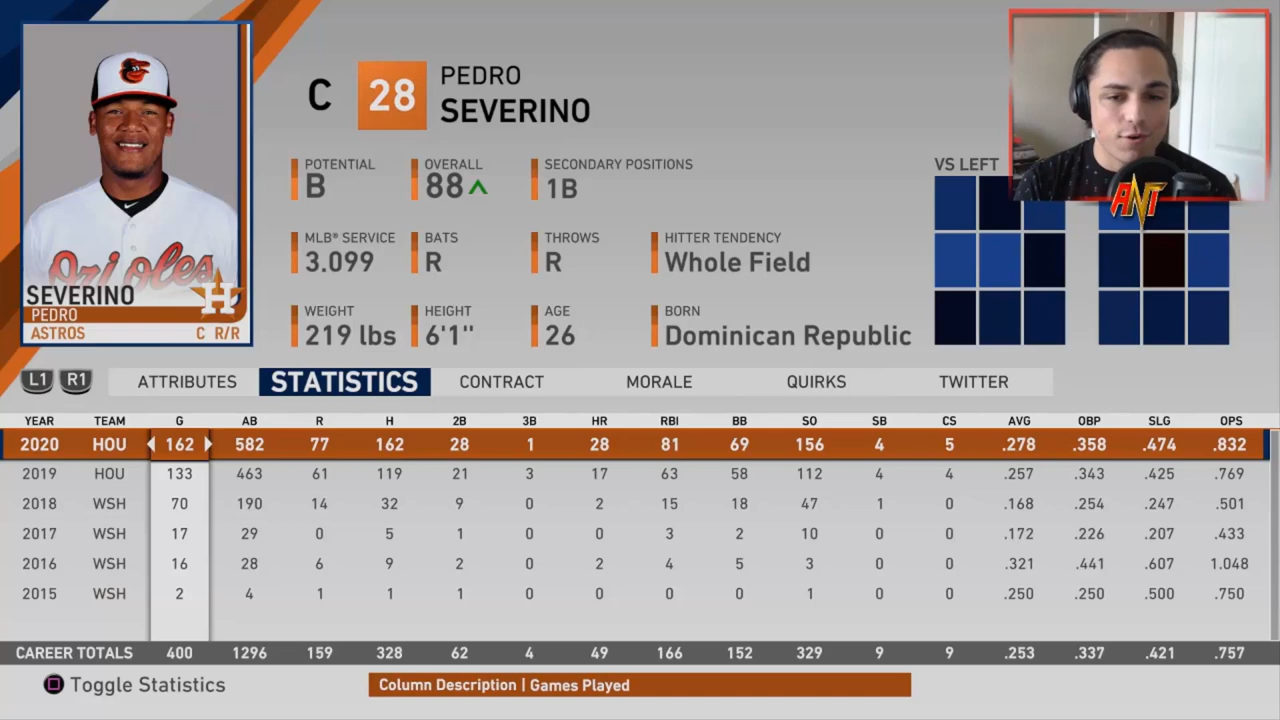 C 28 PEDRO
SEVERINO
POTENTIAL OVERALL SECONDARY POSITIONS
B 88 1B
MLB® SERVICE BATS THROWS HITTER TENDENCY
3.099 R R Whole Field
WEIGHT HEIGHT AGE BORN
219 lbs 6'1" 26 Dominican Republic
VS LEFT
ANT
Orioles
SEVERINO
H
PEDRO
ASTROS C R/R
L1 R1 ATTRIBUTES STATISTICS CONTRACT MORALE QUIRKS TWITTER
YEAR TEAM G AB R H 2B 3B HR RBI BB SO SB CS AVG OBP SLG OPS
2020 HOU 162 582 77 162 28 1 28 81 69 156 4 5 .278 .358 .474 .832
2019 HOU 133 463 61 119 21 3 17 63 58 112 4 4 .257 .343 .425 .769
2018 WSH 70 190 14 32 9 0 2 15 18 47 1 0 .168 .254 .247 .501
2017 WSH 17 29 0 5 1 0 0 3 2 10 0 0 .172 .226 .207 .433
2016 WSH 16 28 6 9 2 0 2 4 5 3 0 0 .321 .441 .607 1.048
2015 WSH 2 4 1 1 1 0 0 0 0 1 0 0 .250 .250 .500 .750
CAREER TOTALS 400 1296 159 328 62 4 49 166 152 329 9 9 .253 .337 .421 .757
Toggle Statistics Column Description | Games Played